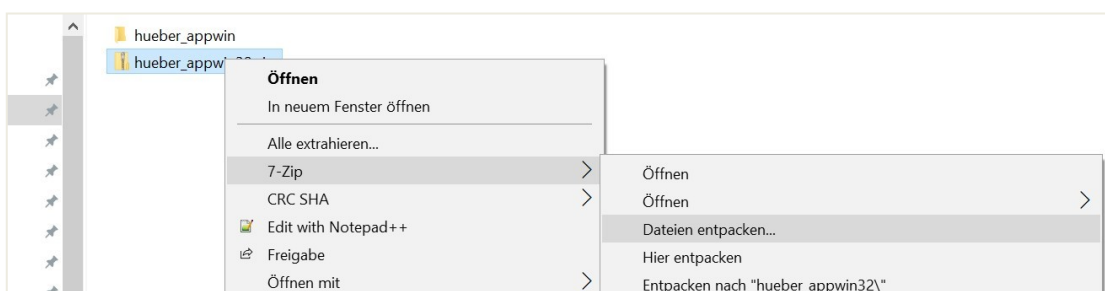 hueber_appwin
hueber_appw
Öffnen
In neuem Fenster öffnen
Alle extrahieren...
7-Zip
CRC SHA
Edit with Notepad++
Freigabe
Öffnen mit
Öffnen
Öffnen
Dateien entpacken...
Hier entpacken
Entpacken nach "hueber_appwin32\"